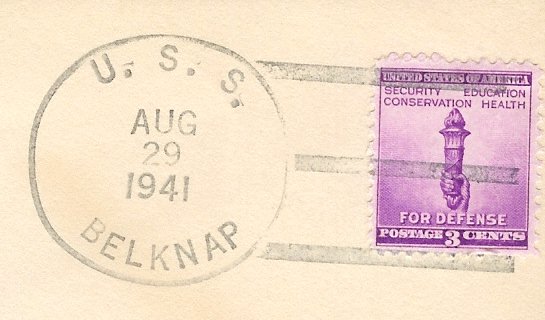 U. S. S.
AUG
29
1941
BELKNAP
UNITED STATES OF AMERICA
SECURITY EDUCATION
CONSERVATION HEALTH
FOR DEFENSE
POSTAGE 3 CENTS